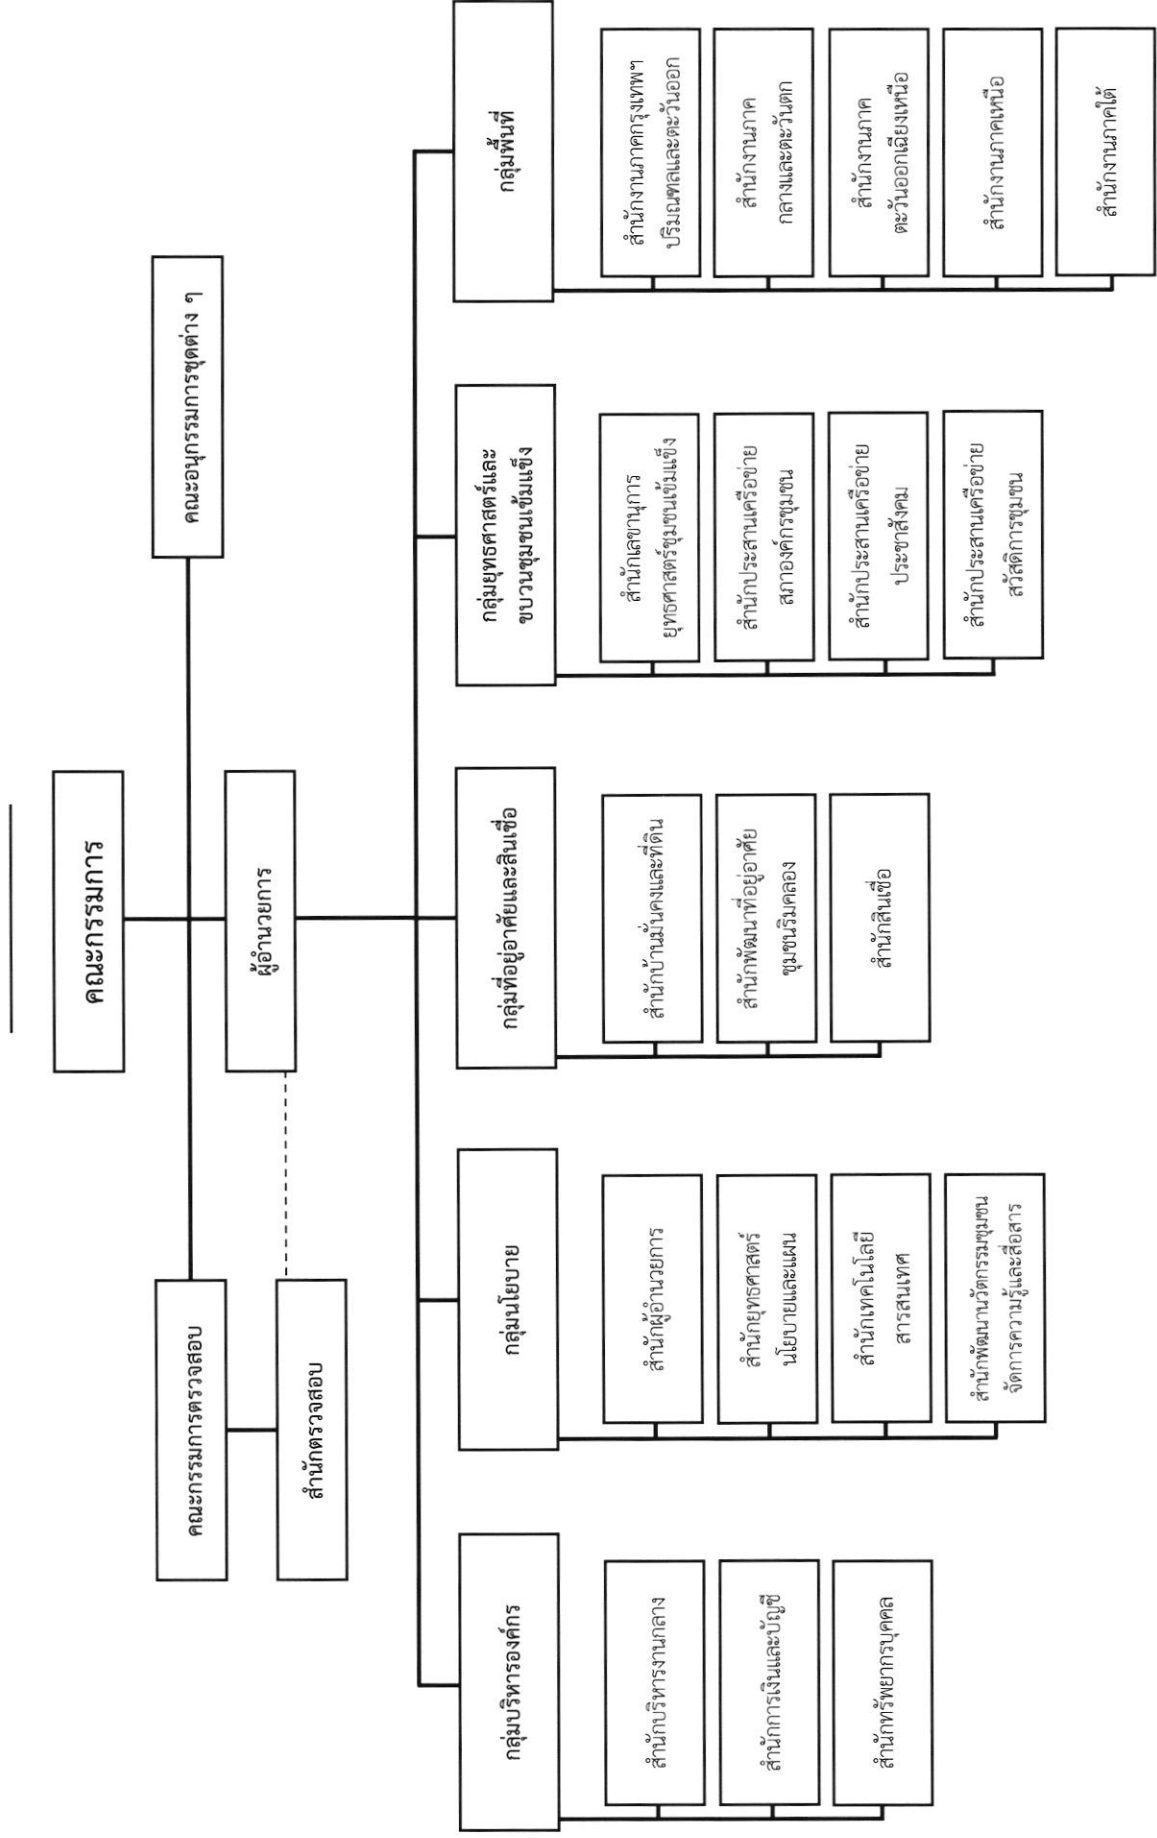 คณะกรรมการ
คณะกรรมการตรวจสอบ
คณะอนุกรรมการชุดต่าง ๆ
ผู้อำนวยการ
สำนักตรวจสอบ
กลุ่มบริหารองค์กร
สำนักบริหารงานกลาง
สำนักการเงินและบัญชี
สำนักทรัพยากรบุคคล
กลุ่มนโยบาย
สำนักผู้อำนวยการ
สำนักยุทธศาสตร์
นโยบายและแผน
สำนักเทคโนโลยี
สารสนเทศ
สำนักพัฒนานวัตกรรมชุมชน
จัดการความรู้และสื่อสาร
กลุ่มที่อยู่อาศัยและสินเชื่อ
สำนักบ้านมั่นคงและที่ดิน
สำนักพัฒนาที่อยู่อาศัย
ชุมชนริมคลอง
สำนักสินเชื่อ
กลุ่มยุทธศาสตร์และ
ขบวนชุมชนเข้มแข็ง
สำนักเลขานุการ
ยุทธศาสตร์ชุมชนเข้มแข็ง
สำนักประสานเครือข่าย
สภาองค์กรชุมชน
สำนักประสานเครือข่าย
ประชาสังคม
สำนักประสานเครือข่าย
สวัสดิการชุมชน
กลุ่มพื้นที่
สำนักงานภาคกรุงเทพฯ
ปริมณฑลและตะวันออก
สำนักงานภาค
กลางและตะวันตก
สำนักงานภาค
ตะวันออกเฉียงเหนือ
สำนักงานภาคเหนือ
สำนักงานภาคใต้